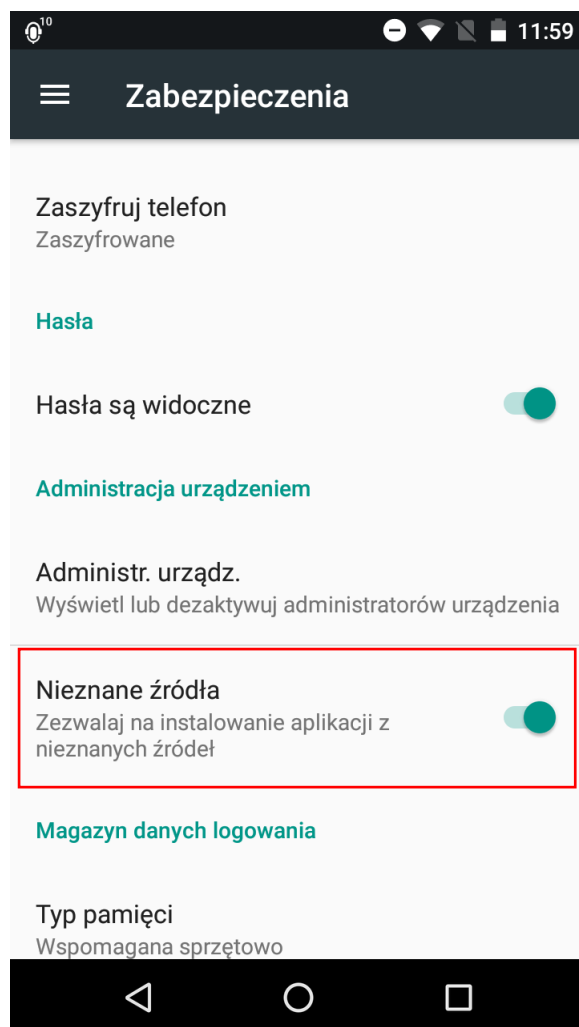 10
11:59
Zabezpieczenia
Zaszyfruj telefon
Zaszyfrowane
Hasła
Hasła są widoczne
Administracja urządzeniem
Administr. urządz.
Wyświetl lub dezaktywuj administratorów urządzenia
Nieznane źródła
Zezwalaj na instalowanie aplikacji z
nieznanych źródeł
Magazyn danych logowania
Typ pamięci
Wspomagana sprzętowo